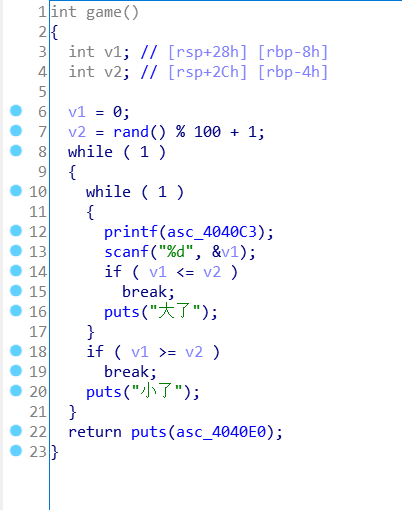 1 int game()
2 {
3   int v1; // [rsp+28h] [rbp-8h]
4   int v2; // [rsp+2Ch] [rbp-4h]
5
6   v1 = 0;
7   v2 = rand() % 100 + 1;
8   while ( 1 )
9   {
10     while ( 1 )
11     {
12       printf(asc_4040C3);
13       scanf("%d", &v1);
14       if ( v1 <= v2 )
15         break;
16       puts("大了");
17     }
18     if ( v1 >= v2 )
19       break;
20     puts("小了");
21   }
22   return puts(asc_4040E0);
23 }